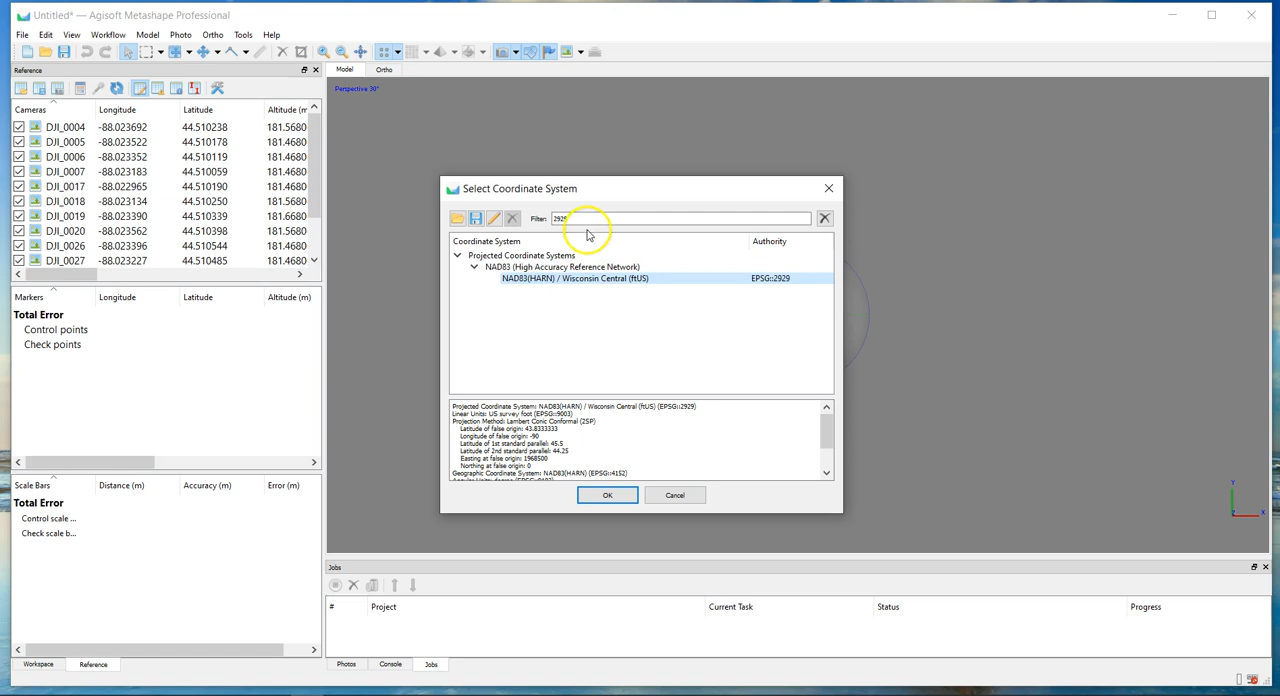 Untitled* — Agisoft Metashape Professional
File Edit View Workflow Model Photo Ortho Tools Help
Reference
Model Ortho
Perspective 30°
Cameras Longitude Latitude Altitude (m
DJI_0004 -88.023692 44.510238 181.5680
DJI_0005 -88.023522 44.510178 181.4680
DJI_0006 -88.023352 44.510119 181.4680
DJI_0007 -88.023183 44.510059 181.4680
DJI_0017 -88.022965 44.510190 181.4680
DJI_0018 -88.023134 44.510250 181.5680
DJI_0019 -88.023390 44.510339 181.6680
DJI_0020 -88.023562 44.510398 181.5680
DJI_0026 -88.023396 44.510544 181.4680
DJI_0027 -88.023227 44.510485 181.4680
Markers Longitude Latitude Altitude (m)
Total Error
Control points
Check points
Scale Bars Distance (m) Accuracy (m) Error (m)
Total Error
Control scale ...
Check scale b...
Workspace Reference
Select Coordinate System
Filter: 2929
Coordinate System Authority
Projected Coordinate Systems
NAD83 (High Accuracy Reference Network)
NAD83(HARN) / Wisconsin Central (ftUS) EPSG::2929
Projected Coordinate System: NAD83(HARN) / Wisconsin Central (ftUS) (EPSG::2929)
Linear Units: US survey foot (EPSG::9003)
Projection Method: Lambert Conic Conformal (2SP)
Latitude of false origin: 43.8333333
Longitude of false origin: -90
Latitude of 1st standard parallel: 45.5
Latitude of 2nd standard parallel: 44.25
Easting at false origin: 1968500
Northing at false origin: 0
Geographic Coordinate System: NAD83(HARN) (EPSG::4152)
OK Cancel
Y
Z X
Jobs
# Project Current Task Status Progress
Photos Console Jobs